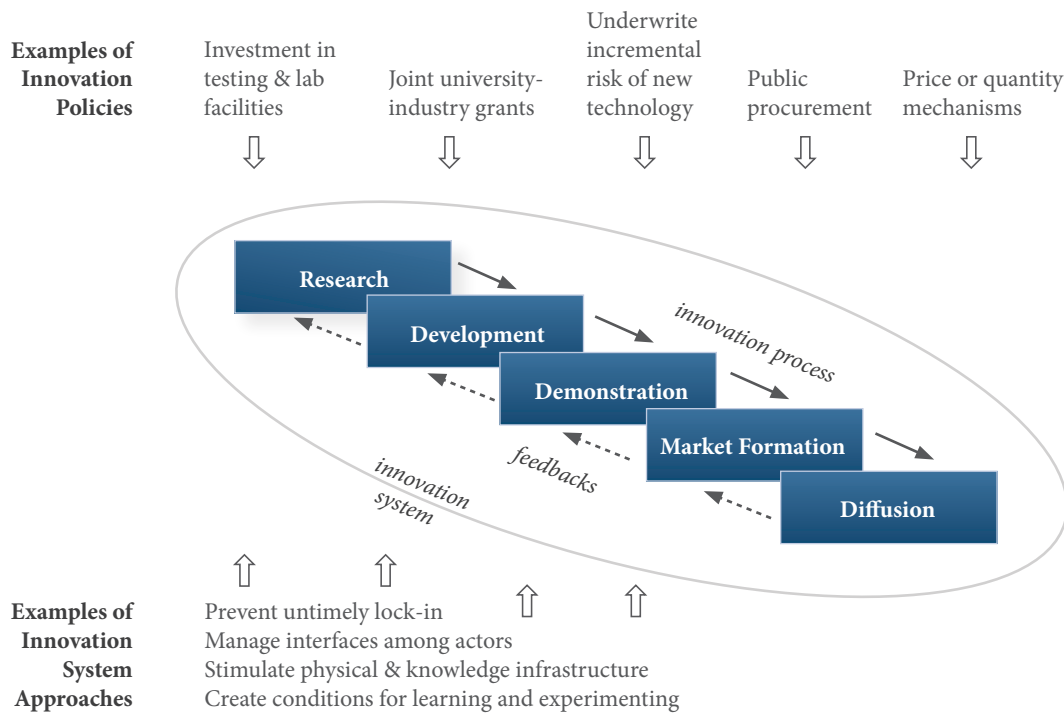 Examples of
Innovation
Policies
Investment in
testing & lab
facilities
Joint university-
industry grants
Underwrite
incremental
risk of new
technology
Public
procurement
Price or quantity
mechanisms
Research
Development
Demonstration
Market Formation
Diffusion
innovation process
feedbacks
innovation
system
Examples of
Innovation
System
Approaches
Prevent untimely lock-in
Manage interfaces among actors
Stimulate physical & knowledge infrastructure
Create conditions for learning and experimenting